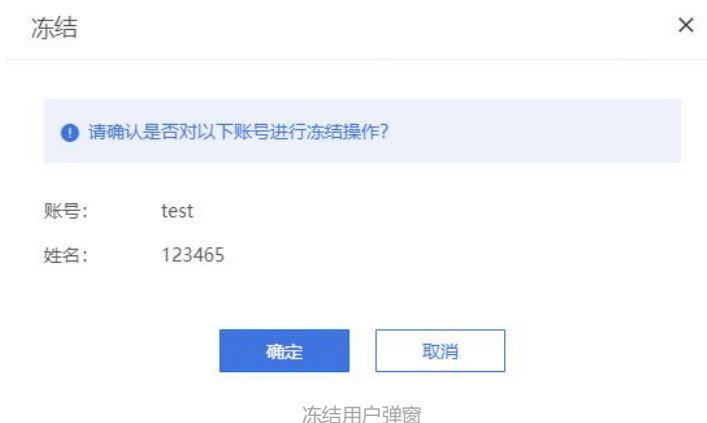 冻结
请确认是否对以下账号进行冻结操作?
账号: test
姓名: 123465
确定 取消
冻结用户弹窗